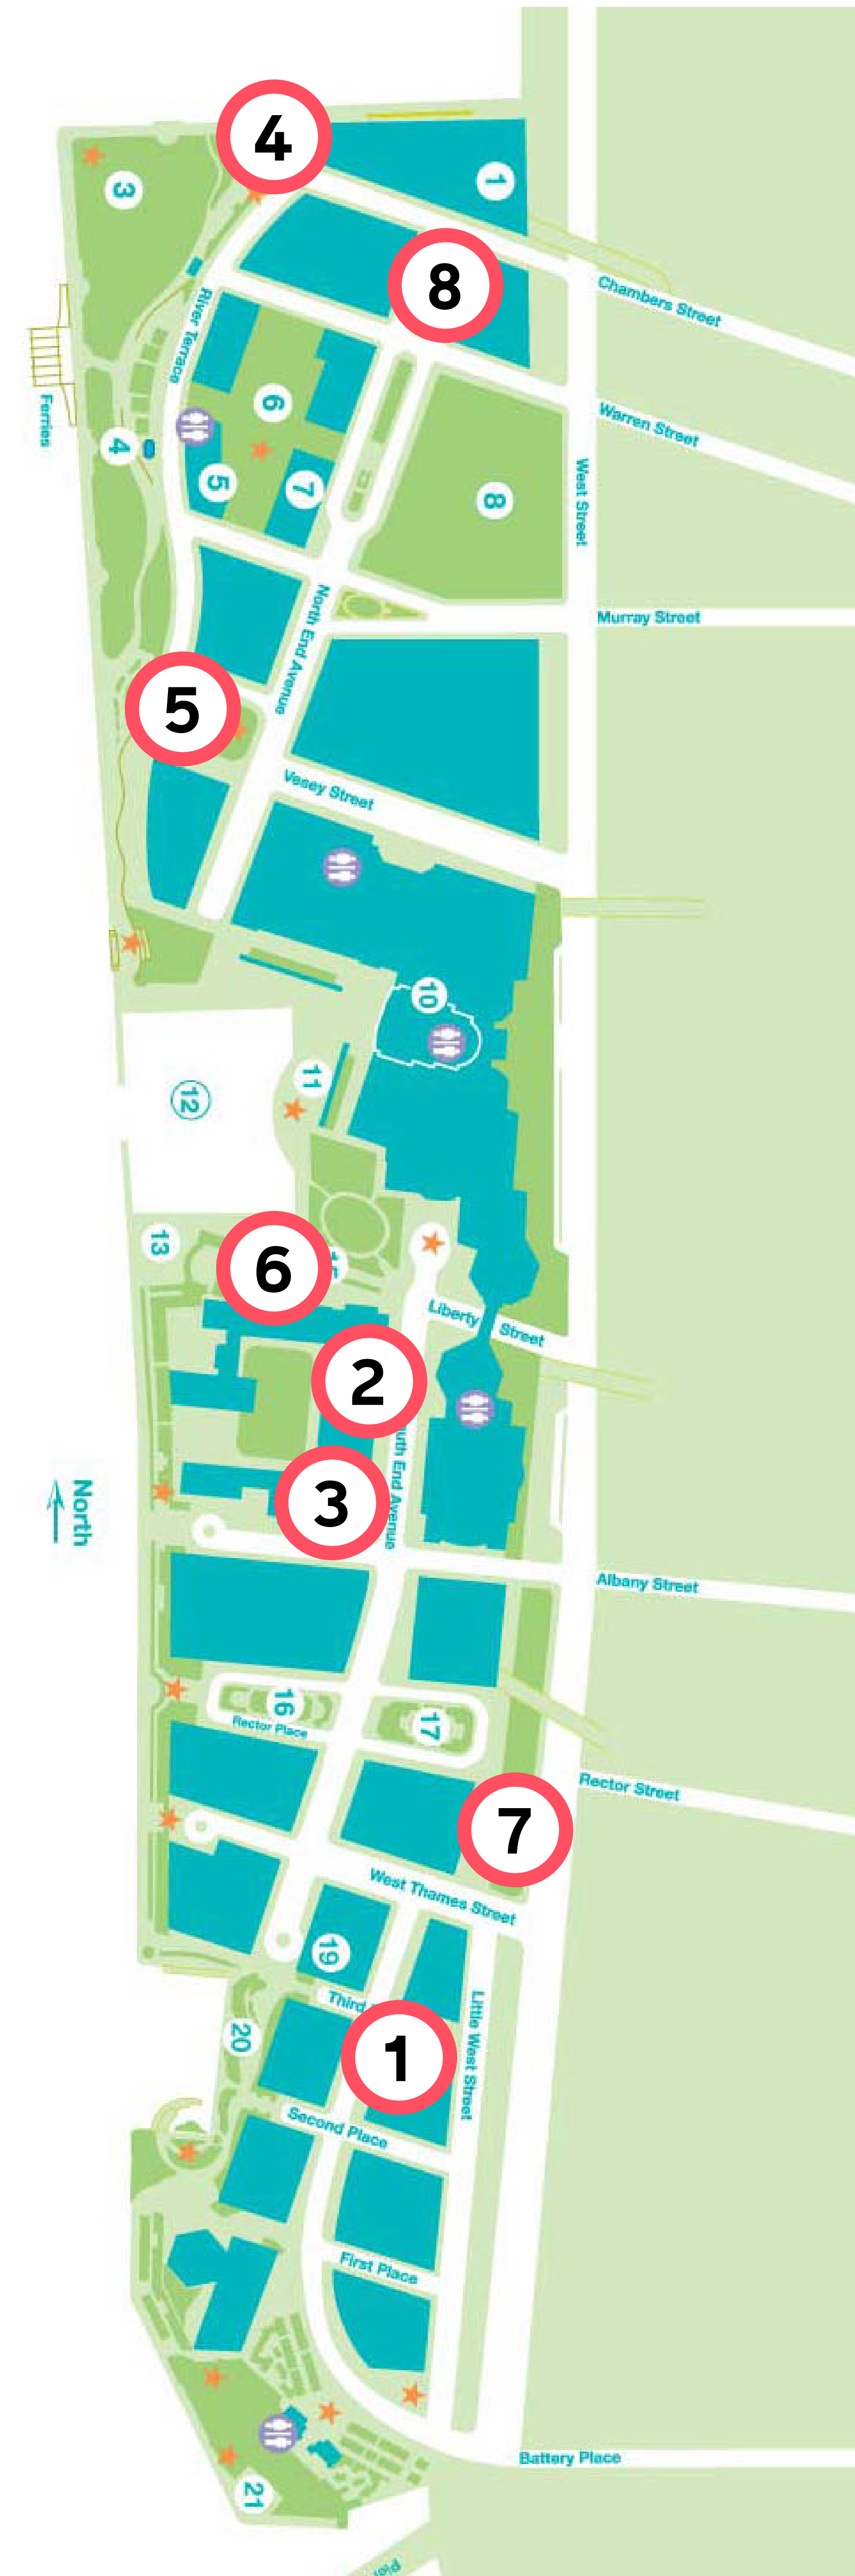 4
1
3
8
Chambers Street
River Terrace
Ferries
6
Warren Street
4
5
7
8
West Street
North End Avenue
Murray Street
5
Vesey Street
10
11
12
13
6
Liberty Street
2
End Avenue
3
North
Albany Street
16
Rector Place
17
Rector Street
7
West Thames Street
19
Third
20
1
Little West Street
Second Place
First Place
Battery Place
21